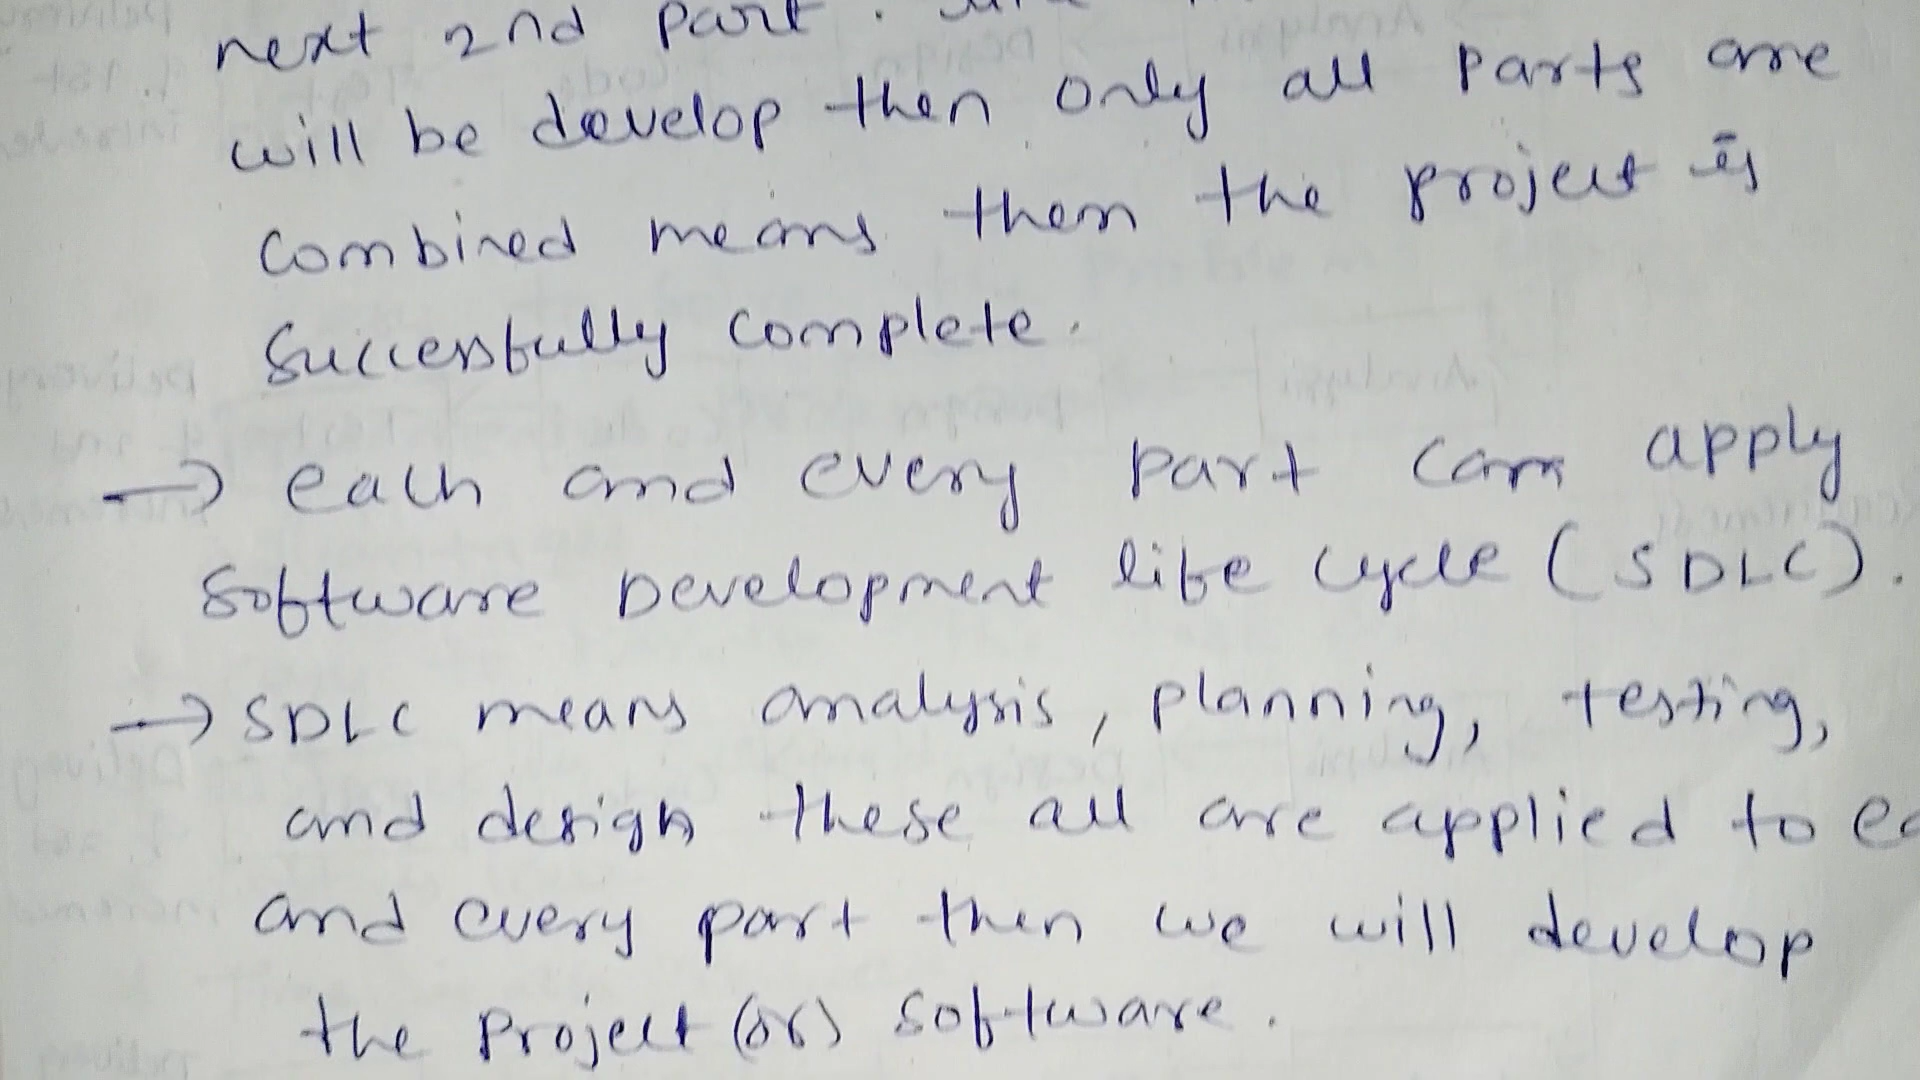 next 2nd part.
will be develop then only all parts are
combined means then the project is
successfully complete.
→ each and every part can apply
software Development life cycle (SDLC).
→ SDLC means analysis, planning, testing,
and design these all are applied to ea
and every part then we will develop
the project (or) software.